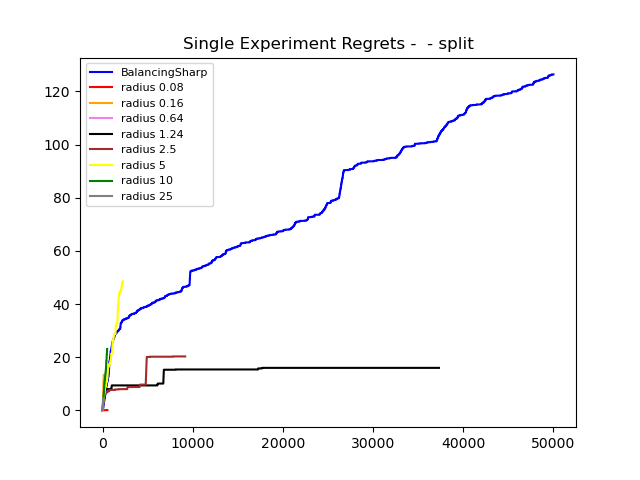 Single Experiment Regrets -  - split
BalancingSharp
radius 0.08
radius 0.16
radius 0.64
radius 1.24
radius 2.5
radius 5
radius 10
radius 25
120
100
80
60
40
20
0
0 10000 20000 30000 40000 50000